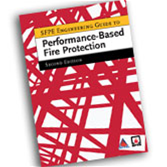 SFPE Engineering Guide to
Performance-Based
Fire Protection
Second Edition